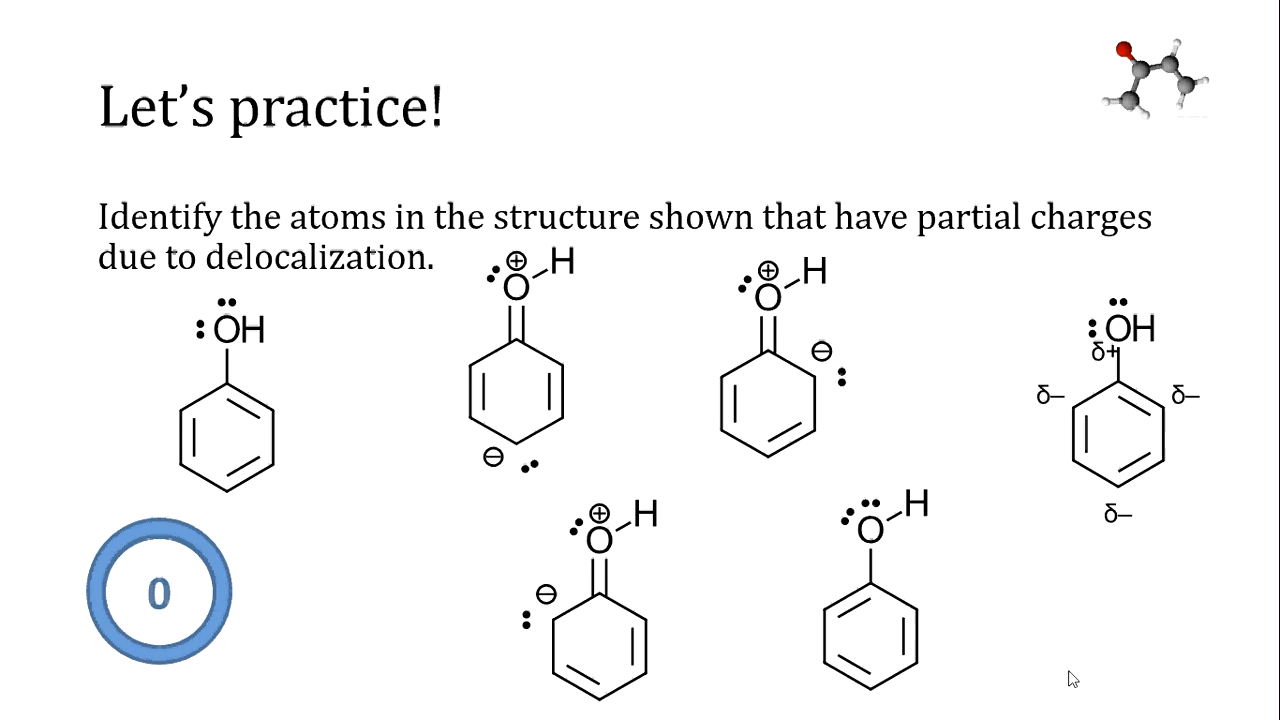 Let's practice!
Identify the atoms in the structure shown that have partial charges
due to delocalization.
⊕
O H
⊕
O H
OH
⊖
OH
δ+
δ– δ–
⊖
δ–
⊕
O H
O H
⊖
0